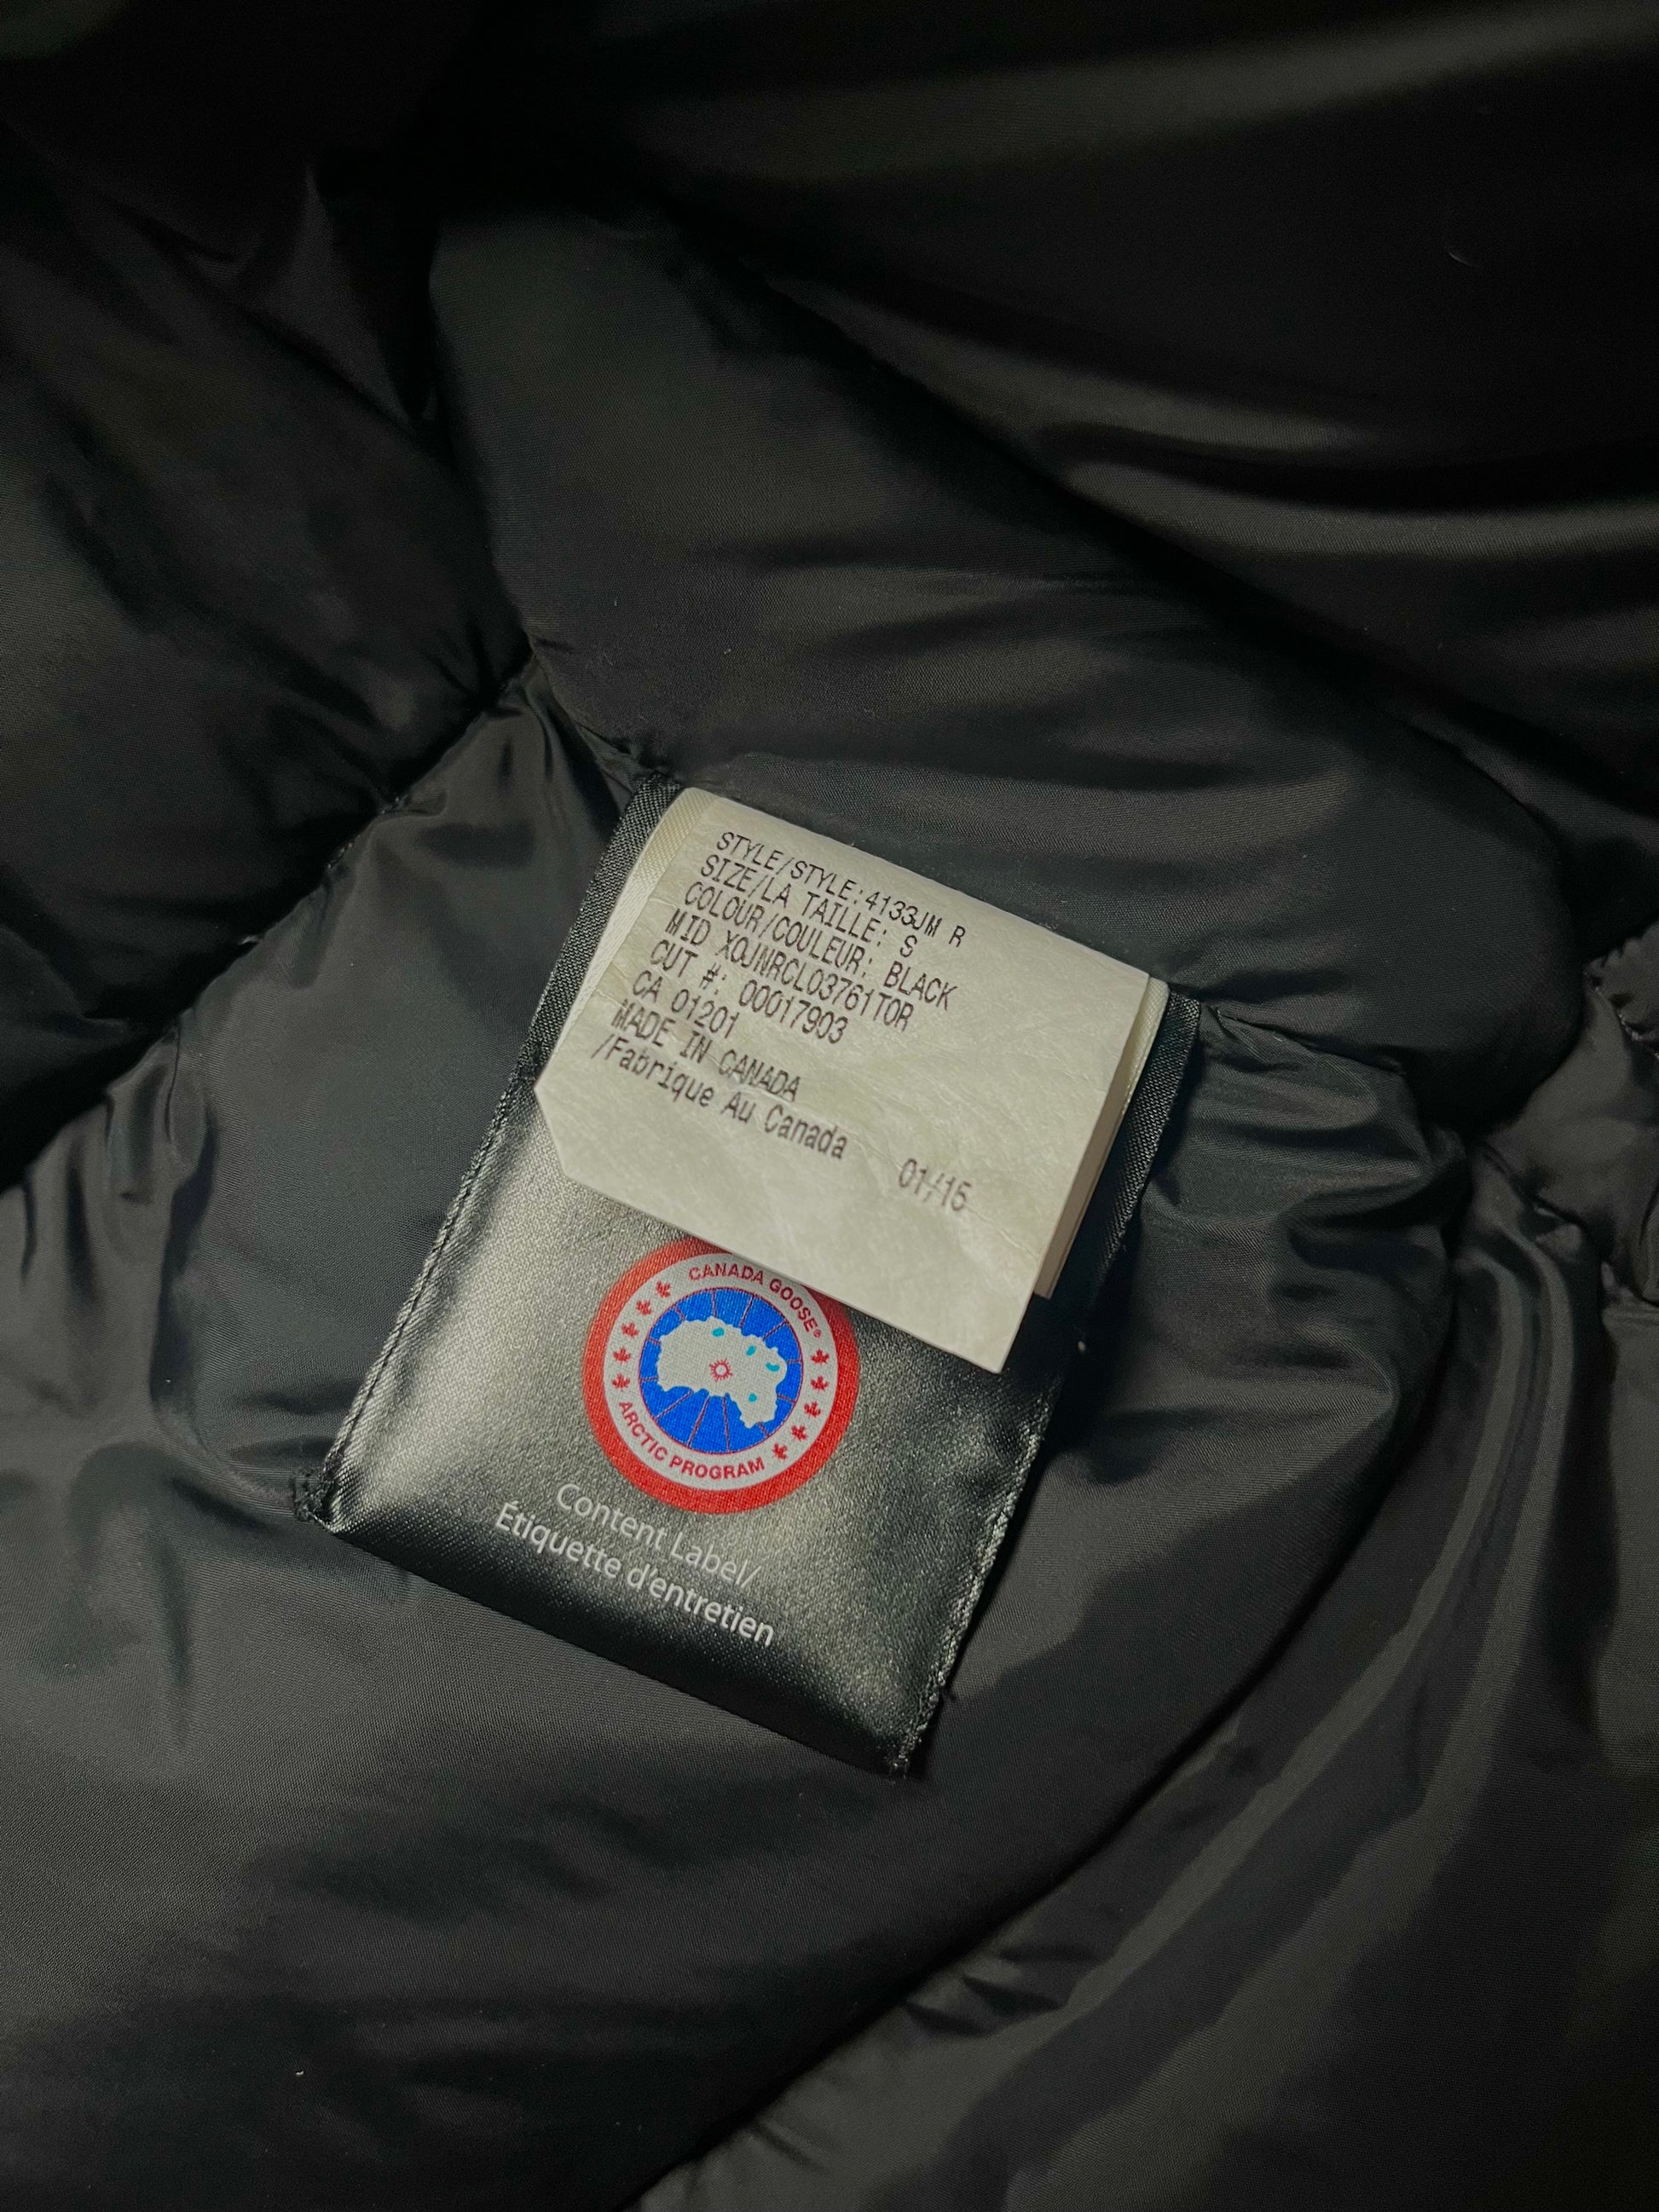 STYLE/STYLE:4133JM R
SIZE/LA TAILLE: S
COLOUR/COULEUR: BLACK
MID XOJNRCLO3761TOR
CUT #: 00017903
CA 01201
MADE IN CANADA
/Fabrique Au Canada
01/15
CANADA GOOSE®
ARCTIC PROGRAM
Content Label/
Étiquette d'entretien